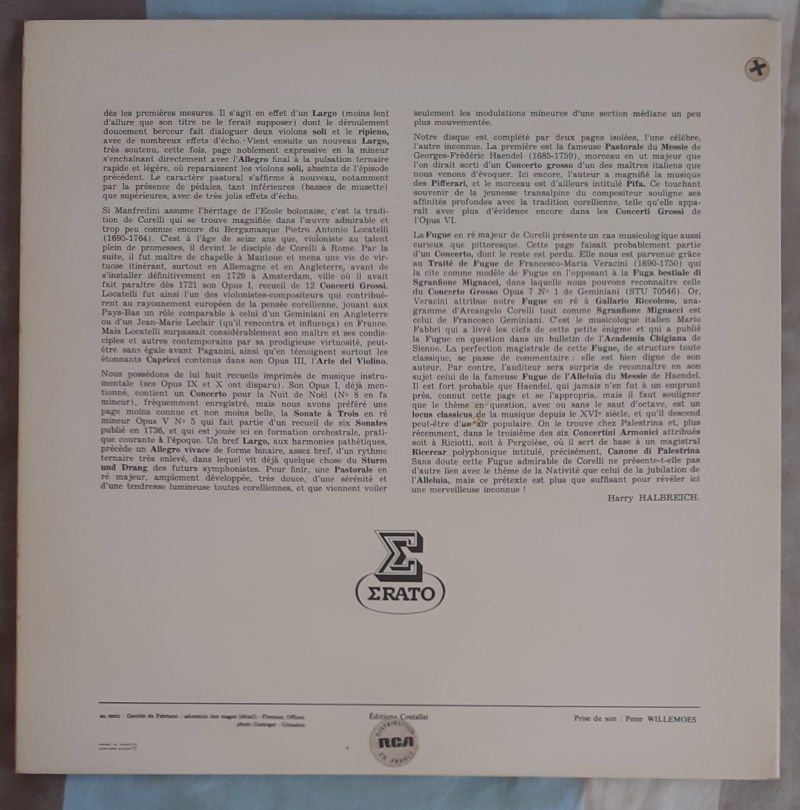 dès les premières mesures. Il s'agit en effet d'un Largo (moins lent
d'allure que son titre ne le ferait supposer) dont le déroulement
doucement berceur fait dialoguer deux violons soli et le ripieno,
avec de nombreux effets d'écho. Vient ensuite un nouveau Largo,
très soutenu, cette fois, page noblement expressive en la mineur
s'enchaînant directement avec l'Allegro final à la pulsation ternaire
rapide et légère, où reparaissent les violons soli, absents de l'épisode
précédent. Le caractère pastoral s'affirme à nouveau, notamment
par la présence de pédales, tant inférieures (basses de musette)
que supérieures, avec de très jolis effets d'écho.
Si Manfredini assume l'héritage de l'Ecole bolonaise, c'est la tradi-
tion de Corelli qui se trouve magnifiée dans l'œuvre admirable et
trop peu connue encore du Bergamasque Pietro Antonio Locatelli
(1695-1764). C'est à l'âge de seize ans que, violoniste au talent
plein de promesses, il devint le disciple de Corelli à Rome. Par la
suite, il fut maître de chapelle à Mantoue et mena une vie de vir-
tuose itinérant, surtout en Allemagne et en Angleterre, avant de
s'installer définitivement en 1729 à Amsterdam, ville où il avait
fait paraître dès 1721 son Opus I, recueil de 12 Concerti Grossi.
Locatelli fut ainsi l'un des violonistes-compositeurs qui contribuè-
rent au rayonnement européen de la pensée corellienne, jouant aux
Pays-Bas un rôle comparable à celui d'un Geminiani en Angleterre
ou d'un Jean-Marie Leclair (qu'il rencontra et influença) en France.
Mais Locatelli surpassait considérablement son maître et ses condis-
ciples et autres contemporains par sa prodigieuse virtuosité, peut-
être sans égale avant Paganini, ainsi qu'en témoignent surtout les
étonnants Capricci contenus dans son Opus III, l'Arte del Violino.
Nous possédons de lui huit recueils imprimés de musique instru-
mentale (ses Opus IX et X ont disparu). Son Opus I, déjà men-
tionné, contient un Concerto pour la Nuit de Noël (Nº 8 en fa
mineur), fréquemment enregistré, mais nous avons préféré une
page moins connue et non moins belle, la Sonate à Trois en ré
mineur Opus V Nº 5 qui fait partie d'un recueil de six Sonates
publié en 1736, et qui est jouée ici en formation orchestrale, prati-
que courante à l'époque. Un bref Largo, aux harmonies pathétiques,
précède un Allegro vivace de forme binaire, assez bref, d'un rythme
ternaire très enlevé, dans lequel vit déjà quelque chose du Sturm
und Drang des futurs symphonistes. Pour finir, une Pastorale en
ré majeur, amplement développée, très douce, d'une sérénité et
d'une tendresse lumineuse toutes corelliennes, et que viennent voiler
seulement les modulations mineures d'une section médiane un peu
plus mouvementée.
Notre disque est complété par deux pages isolées, l'une célèbre,
l'autre inconnue. La première est la fameuse Pastorale du Messie de
Georges-Frédéric Haendel (1685-1759), morceau en ut majeur que
l'on dirait sorti d'un Concerto grosso d'un des maîtres italiens que
nous venons d'évoquer. Ici encore, l'auteur a magnifié la musique
des Pifferari, et le morceau est d'ailleurs intitulé Pifa. Ce touchant
souvenir de la jeunesse transalpine du compositeur souligne ses
affinités profondes avec la tradition corellienne, telle qu'elle appa-
raît avec plus d'évidence encore dans les Concerti Grossi de
l'Opus VI.
La Fugue en ré majeur de Corelli présente un cas musicologique aussi
curieux que pittoresque. Cette page faisait probablement partie
d'un Concerto, dont le reste est perdu. Elle nous est parvenue grâce
au Traité de Fugue de Francesco-Maria Veracini (1690-1750) qui
la cite comme modèle de Fugue en l'opposant à la Fuga bestiale di
Sgranfione Mignacci, dans laquelle nous pouvons reconnaître celle
du Concerto Grosso Opus 7 Nº 1 de Geminiani (STU 70546). Or,
Veracini attribue notre Fugue en ré à Gallario Riccoleno, ana-
gramme d'Arcangelo Corelli tout comme Sgranfione Mignacci est
celui de Francesco Geminiani. C'est le musicologue italien Mario
Fabbri qui a livré les clefs de cette petite énigme et qui a publié
la Fugue en question dans un bulletin de l'Academia Chigiana de
Sienne. La perfection magistrale de cette Fugue, de structure toute
classique, se passe de commentaire : elle est bien digne de son
auteur. Par contre, l'auditeur sera surpris de reconnaître en son
sujet celui de la fameuse Fugue de l'Alleluia du Messie de Haendel.
Il est fort probable que Haendel, qui jamais n'en fut à un emprunt
près, connut cette page et se l'appropria, mais il faut souligner
que le thème en question, avec ou sans le saut d'octave, est un
locus classicus de la musique depuis le XVIe siècle, et qu'il descend
peut-être d'un air populaire. On le trouve chez Palestrina et, plus
récemment, dans le troisième des six Concertini Armonici attribués
soit à Riciotti, soit à Pergolèse, où il sert de base à un magistral
Ricercar polyphonique intitulé, précisément, Canone di Palestrina
Sans doute cette Fugue admirable de Corelli ne présente-t-elle pas
d'autre lien avec le thème de la Nativité que celui de la jubilation de
l'Alleluia, mais ce prétexte est plus que suffisant pour révéler ici
une merveilleuse inconnue !
Harry HALBREICH.
Σ
ΣRATO
au recto : Gentile da Fabriano - adoration des mages (détail) - Florence, Offices
photo Guranger - Giraudon
Éditions Costallat
DISTRIBUTION
RCA
EN FRANCE
Prise de son : Peter WILLEMOES